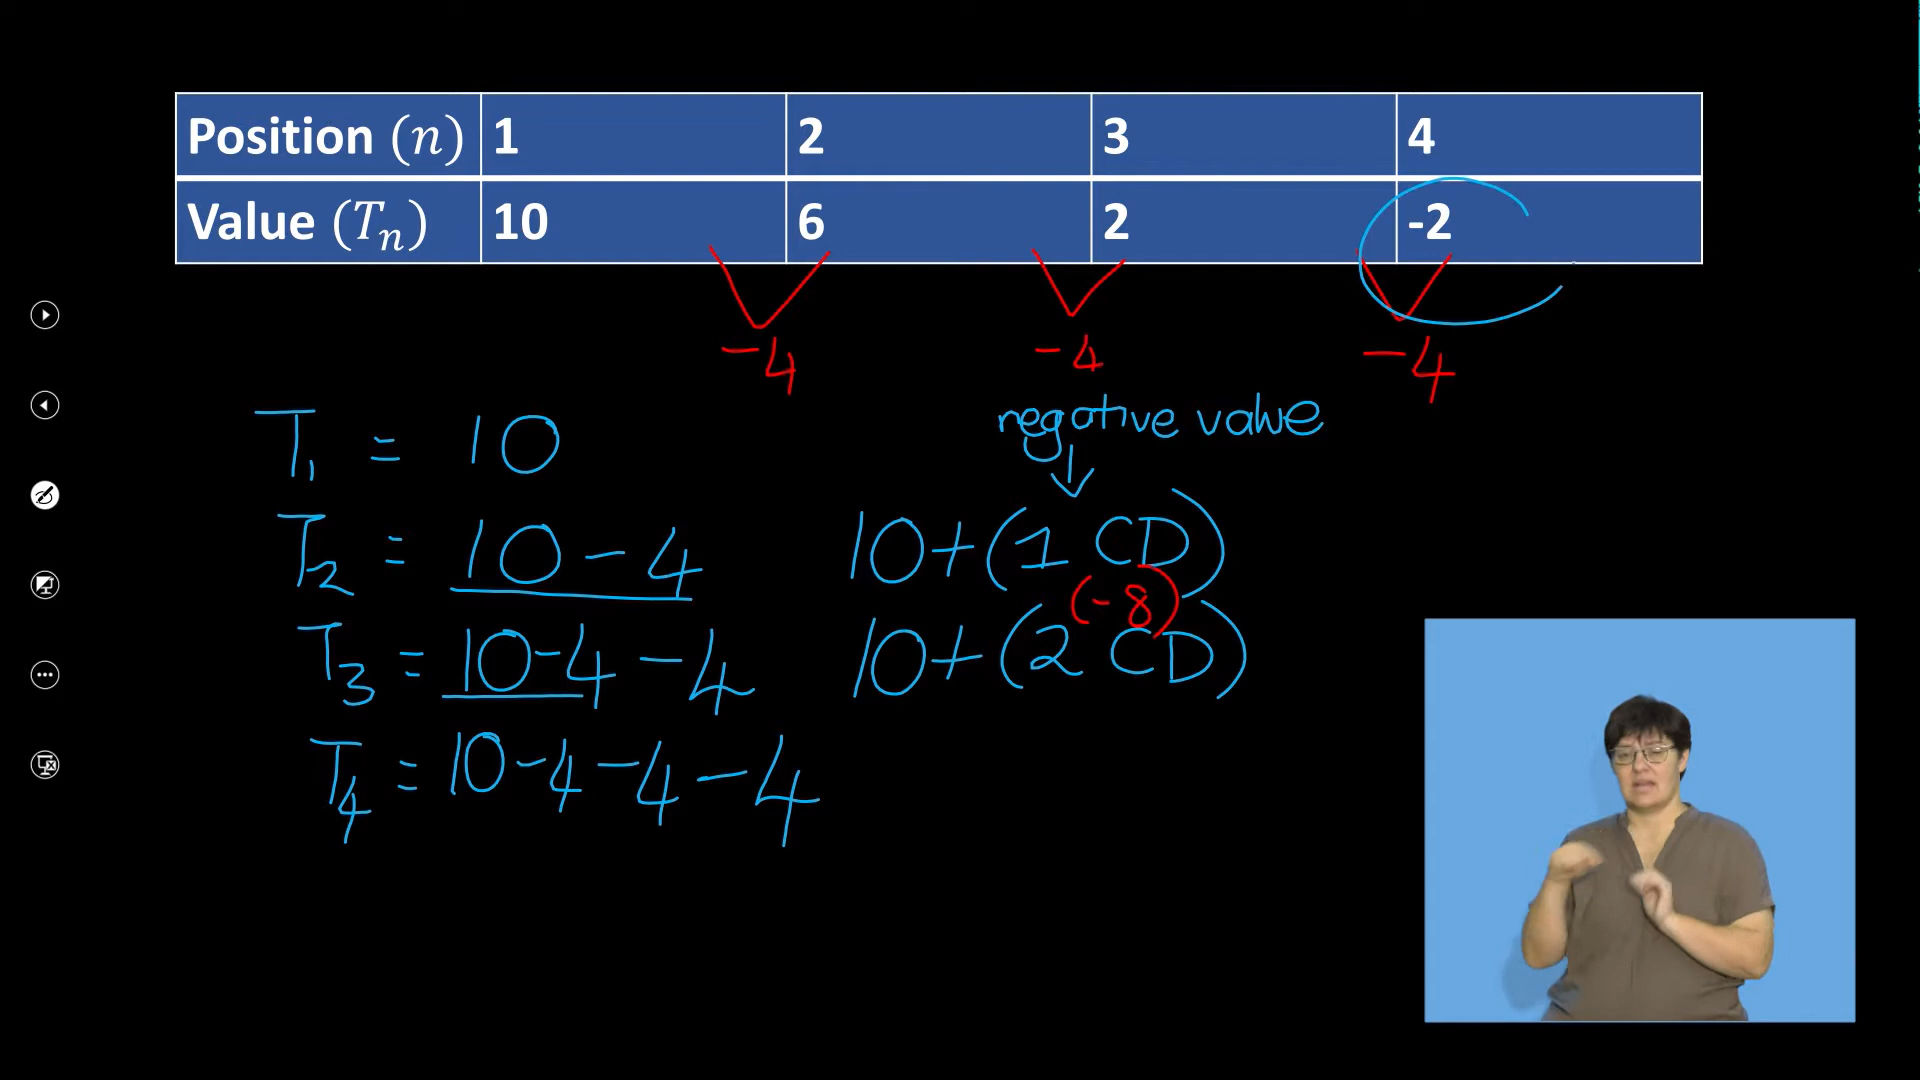 Position (n) 1 2 3 4
Value (Tₙ) 10 6 2 -2
-4 -4 -4
negative value
T₁ = 10
T₂ = 10 - 4 10 + (1 CD)
(-8)
T₃ = 10 - 4 - 4 10 + (2 CD)
T₄ = 10 - 4 - 4 - 4